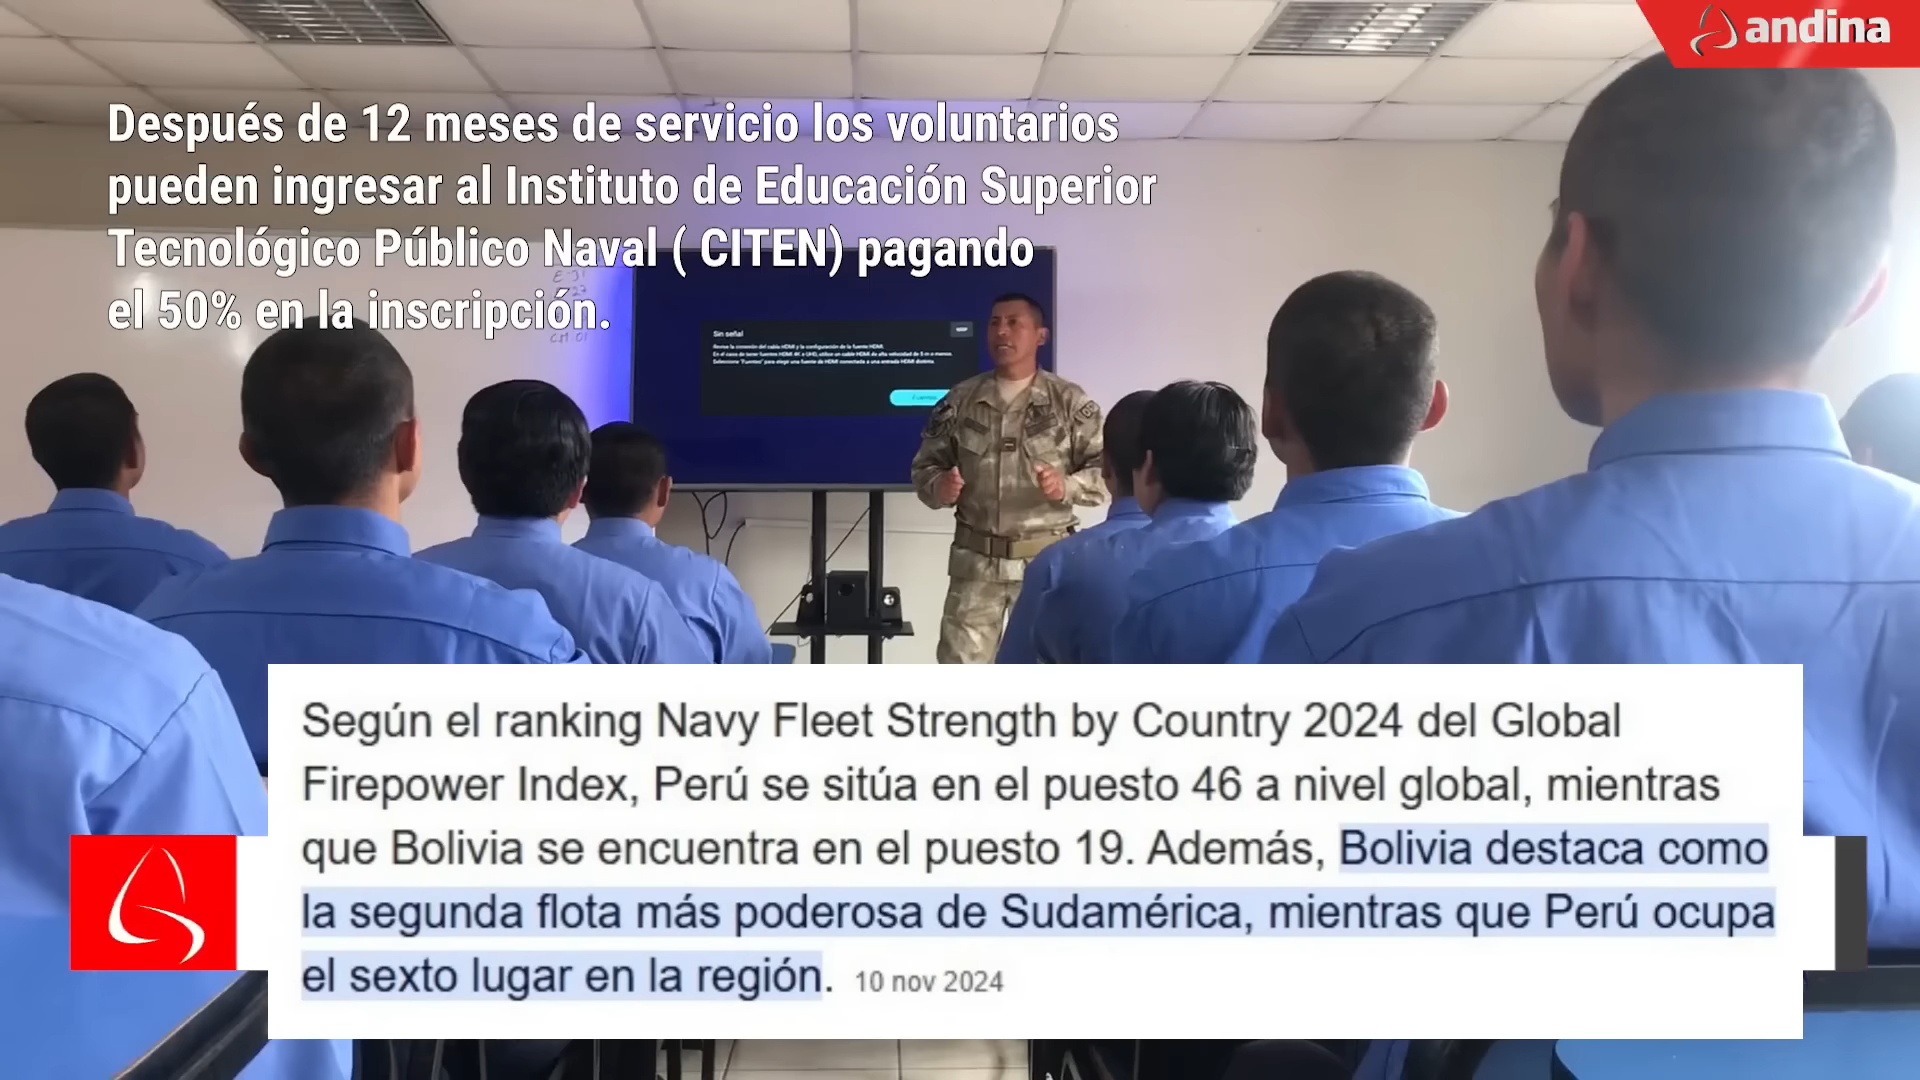 andina
Después de 12 meses de servicio los voluntarios
pueden ingresar al Instituto de Educación Superior
Tecnológico Público Naval ( CITEN) pagando
el 50% en la inscripción.
Sin señal
Según el ranking Navy Fleet Strength by Country 2024 del Global
Firepower Index, Perú se sitúa en el puesto 46 a nivel global, mientras
que Bolivia se encuentra en el puesto 19. Además, Bolivia destaca como
la segunda flota más poderosa de Sudamérica, mientras que Perú ocupa
el sexto lugar en la región. 10 nov 2024